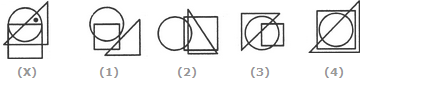 (X) (1) (2) (3) (4)